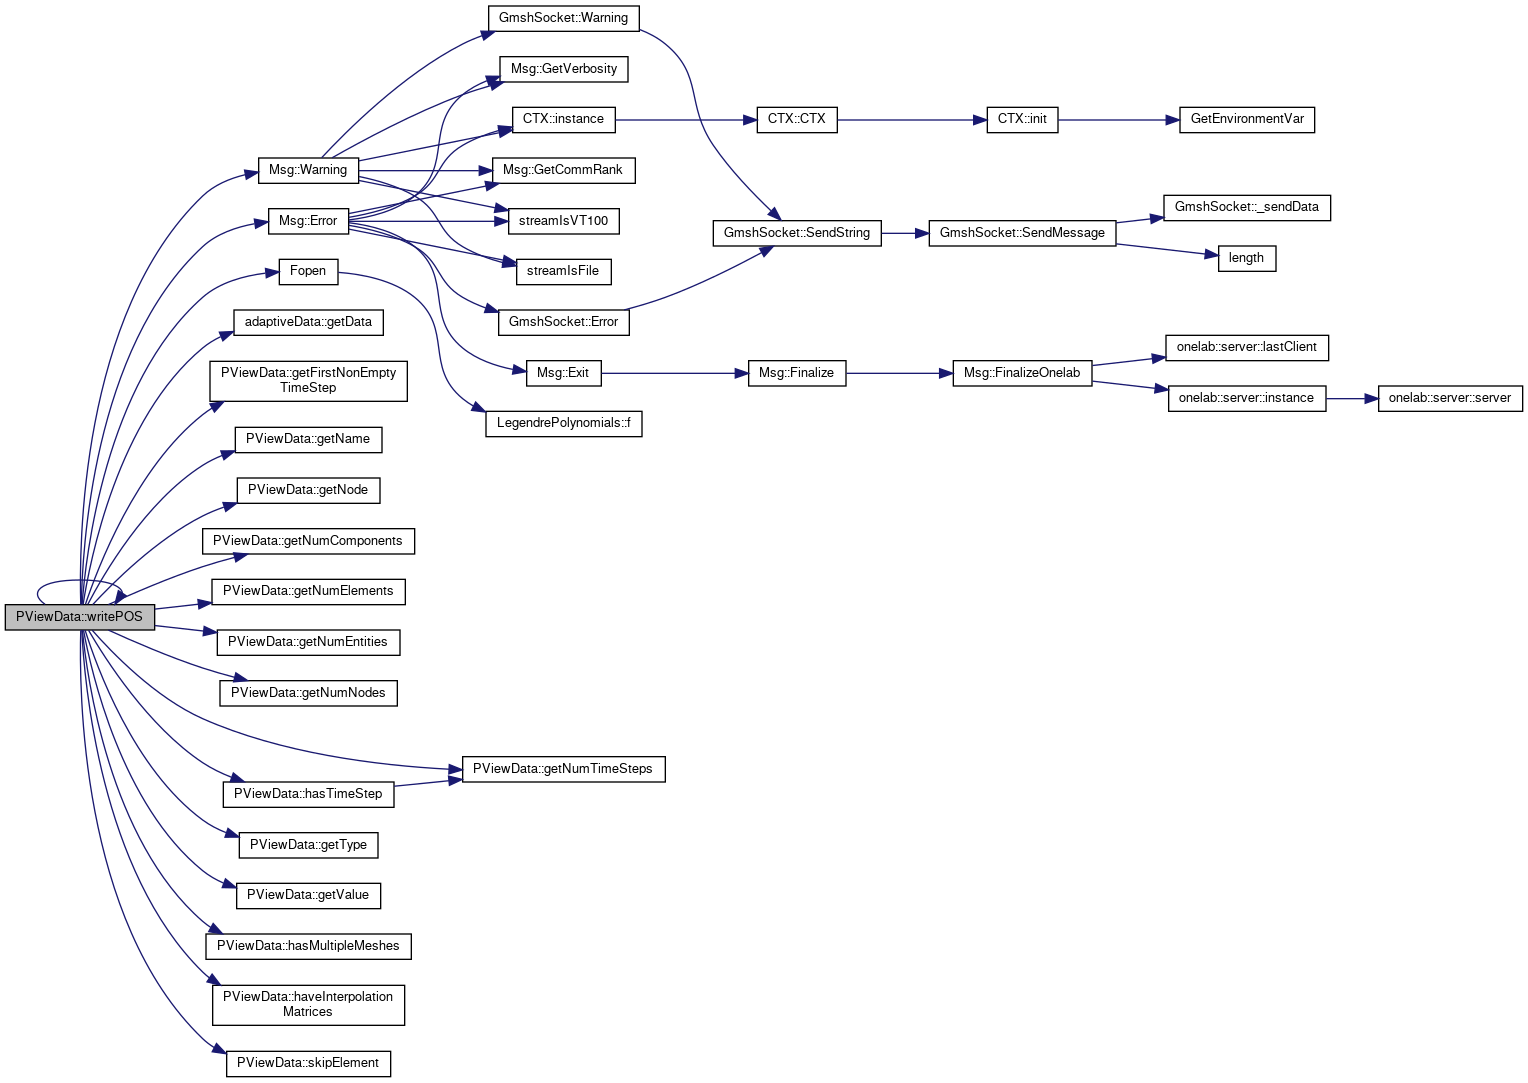 GmshSocket::Warning
Msg::GetVerbosity
CTX::instance
CTX::CTX
CTX::init
GetEnvironmentVar
Msg::Warning
Msg::GetCommRank
Msg::Error
streamIsVT100
GmshSocket::SendString
GmshSocket::SendMessage
GmshSocket::_sendData
length
Fopen
streamIsFile
adaptiveData::getData
GmshSocket::Error
PViewData::getFirstNonEmpty
TimeStep
Msg::Exit
Msg::Finalize
Msg::FinalizeOnelab
onelab::server::lastClient
onelab::server::instance
onelab::server::server
LegendrePolynomials::f
PViewData::getName
PViewData::getNode
PViewData::getNumComponents
PViewData::getNumElements
PViewData::writePOS
PViewData::getNumEntities
PViewData::getNumNodes
PViewData::getNumTimeSteps
PViewData::hasTimeStep
PViewData::getType
PViewData::getValue
PViewData::hasMultipleMeshes
PViewData::haveInterpolation
Matrices
PViewData::skipElement